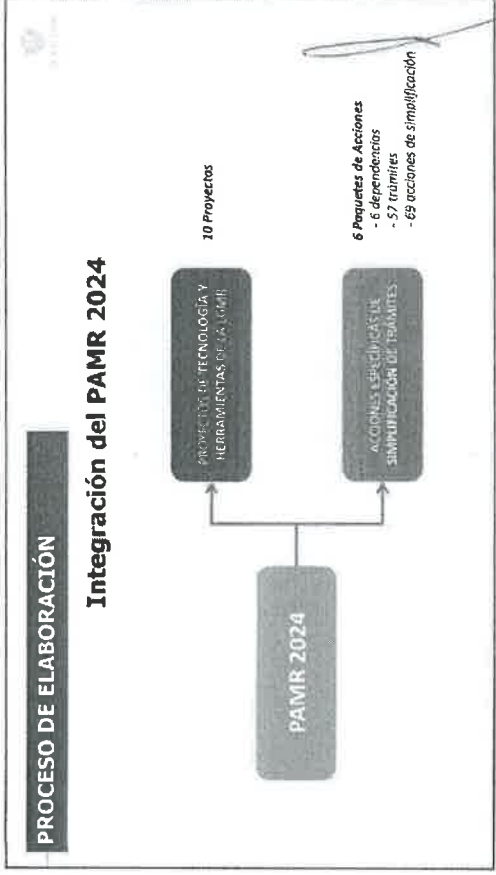 PROCESO DE ELABORACIÓN
Integración del PAMR 2024
PAMR 2024
PROYECTOS DE TECNOLOGÍA Y
HERRAMIENTAS DE LA LGMR
10 Proyectos
ACCIONES ESPECÍFICAS DE
SIMPLIFICACIÓN DE TRÁMITES
6 Paquetes de Acciones
- 6 dependencias
- 57 trámites
- 69 acciones de simplificación